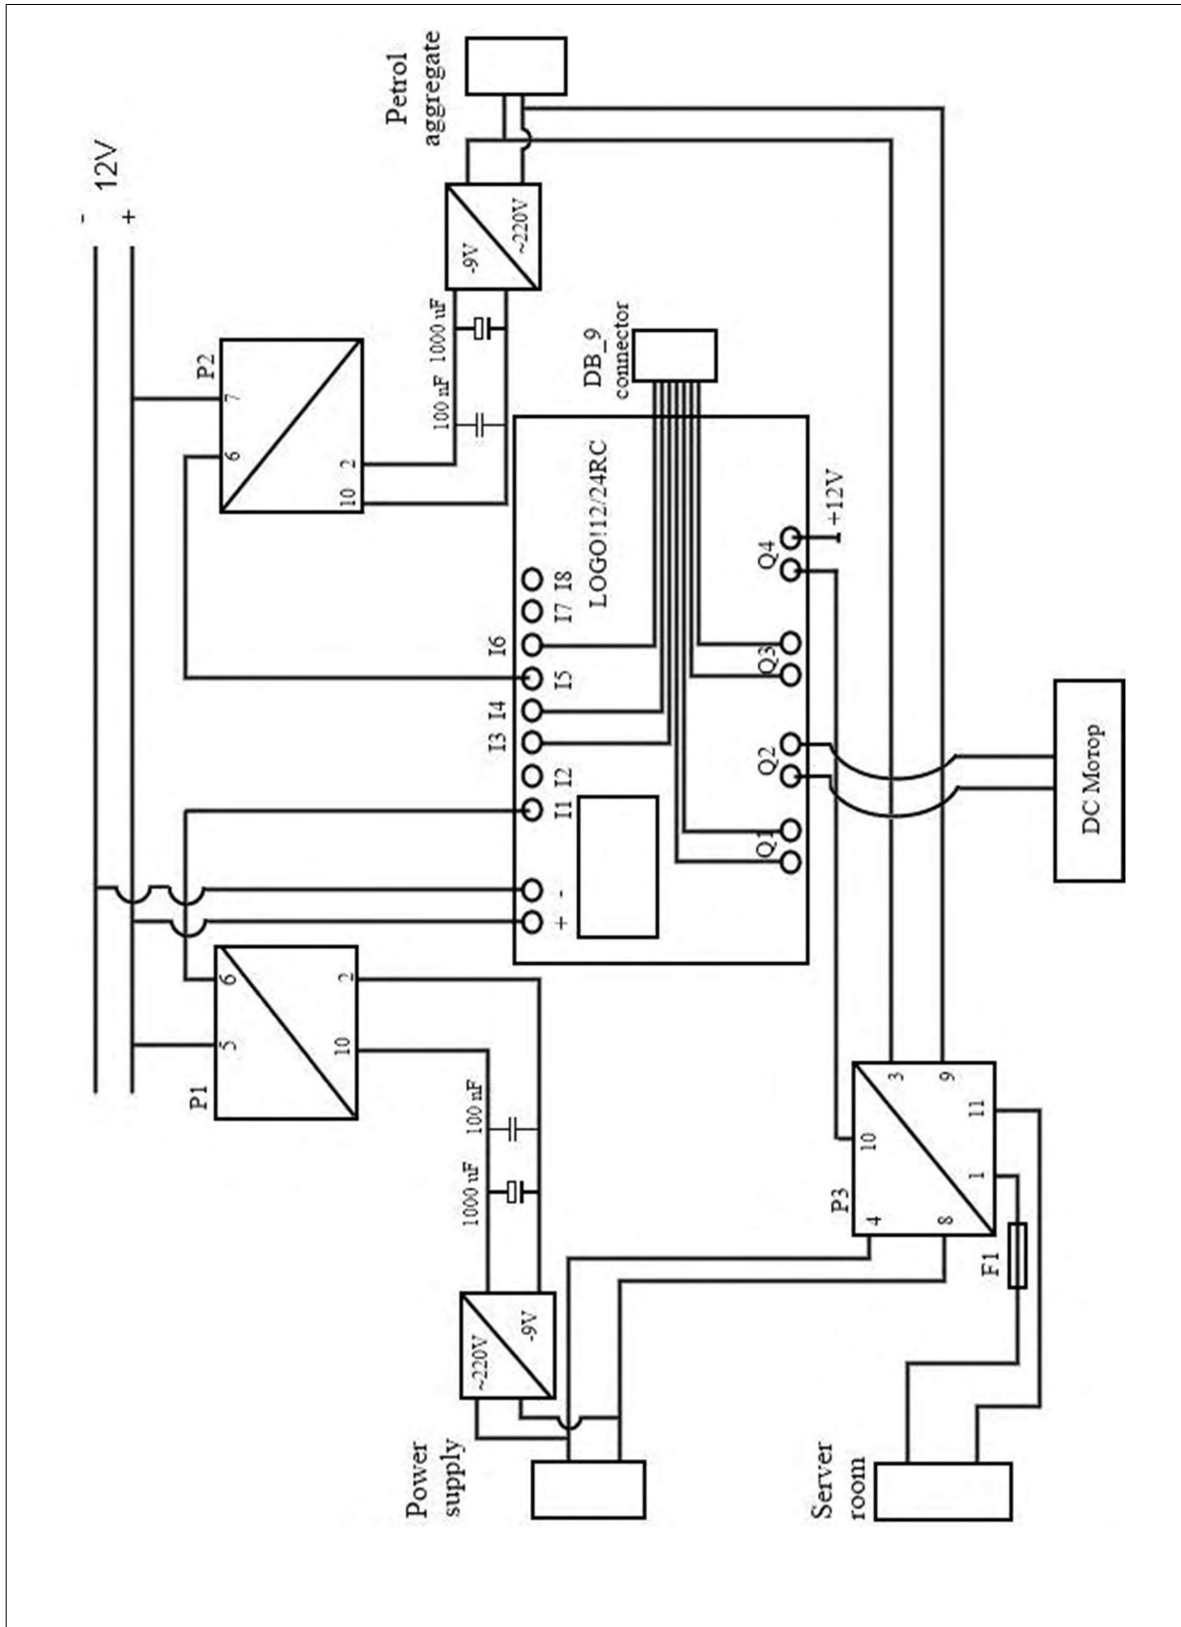 -
12V
+
Petrol
aggregate
-9V
~220V
100 nF
1000 uF
P2
7
6
2
10
DB_9
connector
LOGO!12/24RC
+
-
I1
I2
I3
I4
I5
I6
I7
I8
Q1
Q2
Q3
Q4
+12V
DC Мотор
P1
5
6
10
2
1000 uF
100 nF
~220V
-9V
Power
supply
P3
4
8
10
3
9
1
11
F1
Server
room